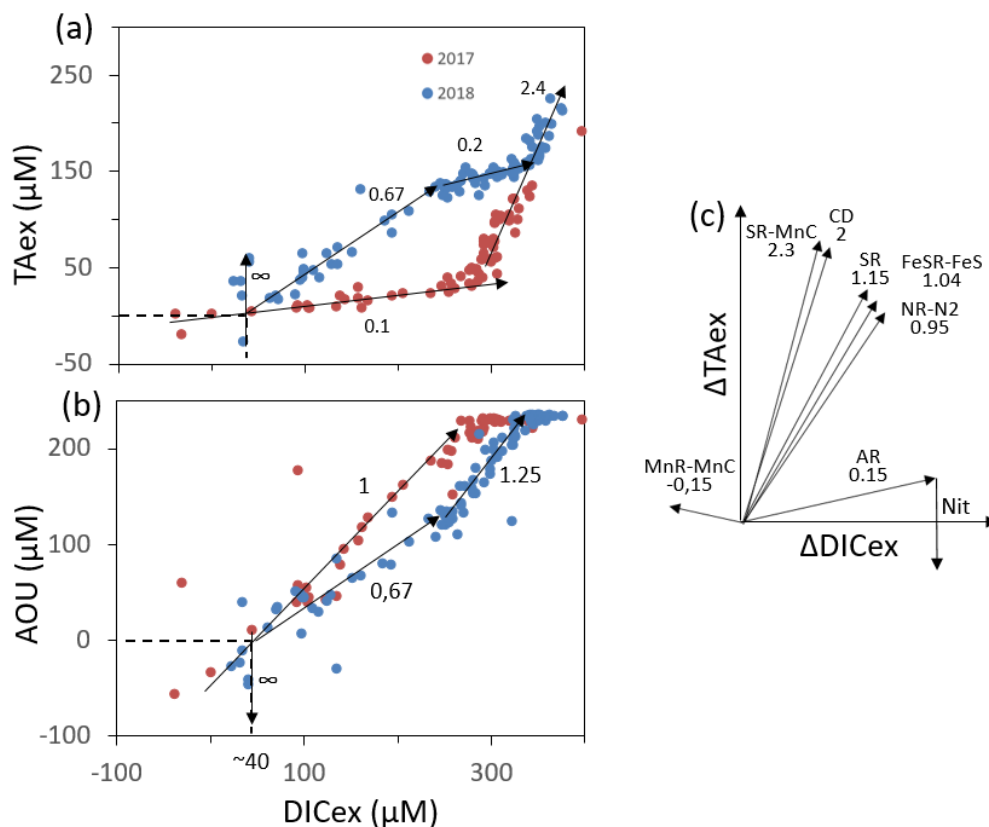 (a)
2017
2018
250
150
50
-50
TAex (µM)
2.4
0.2
0.67
∞
0.1
(b)
200
100
0
-100
AOU (µM)
1
1.25
0,67
∞
~40
-100
100
300
DICex (µM)
(c)
SR-MnC
2.3
CD
2
SR
1.15
FeSR-FeS
1.04
NR-N2
0.95
ΔTAex
MnR-MnC
-0,15
AR
0.15
Nit
ΔDICex